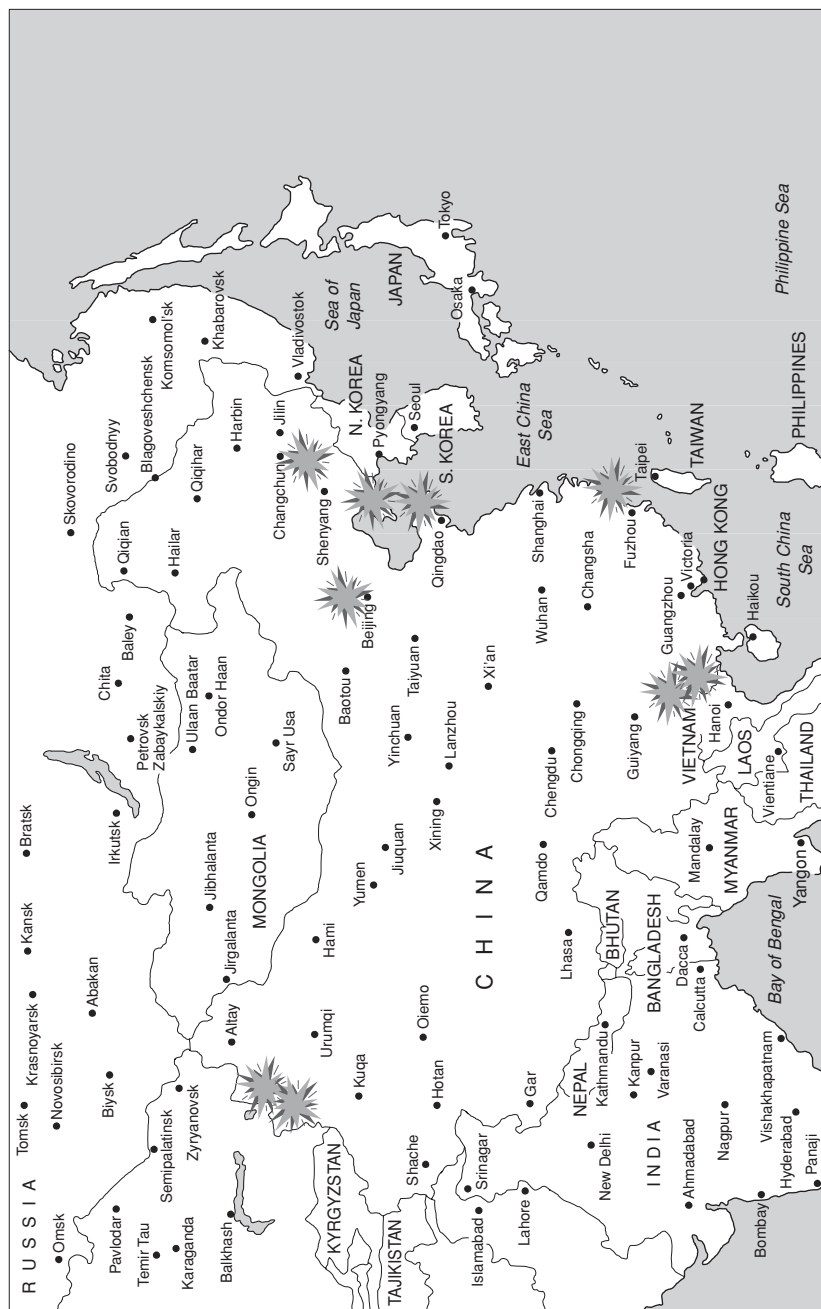 RUSSIA
Tomsk
Krasnoyarsk
Kansk
Bratsk
Omsk
Novosibirsk
Skovorodino
Abakan
Biysk
Pavlodar
Irkutsk
Chita
Petrovsk
Zabaykalskiy
Baley
Qiqian
Svobodnyy
Blagoveshchensk
Komsomol'sk
Temir Tau
Semipalatinsk
Karaganda
Zyryanovsk
Ulaan Baatar
Hailar
Qiqihar
Khabarovsk
Balkhash
Altay
Jirgalanta
Jibhalanta
Ondor Haan
Harbin
Ongin
MONGOLIA
Sayr Usa
Changchun
Jilin
Vladivostok
Urumqi
Hami
Shenyang
Sea of
Japan
KYRGYZSTAN
Kuqa
Yumen
Baotou
Beijing
N. KOREA
Pyongyang
JAPAN
TAJIKISTAN
Jiuquan
Yinchuan
Taiyuan
Seoul
Shache
Hotan
Oiemo
Xining
Lanzhou
Qingdao
S. KOREA
Tokyo
Osaka
Islamabad
Srinagar
CHINA
Xi'an
Lahore
Gar
Qamdo
Chengdu
Wuhan
Shanghai
East China
Sea
Lhasa
Chongqing
Changsha
NEPAL
Kathmandu
BHUTAN
New Delhi
Kanpur
Guiyang
Fuzhou
Taipei
INDIA
Varanasi
BANGLADESH
Dacca
Guangzhou
Victoria
TAIWAN
Ahmadabad
Calcutta
Mandalay
VIETNAM
Hanoi
HONG KONG
Nagpur
MYANMAR
LAOS
Haikou
Bombay
Vishakhapatnam
Bay of Bengal
Vientiane
South China
Sea
Philippine Sea
Hyderabad
Panaji
Yangon
THAILAND
PHILIPPINES